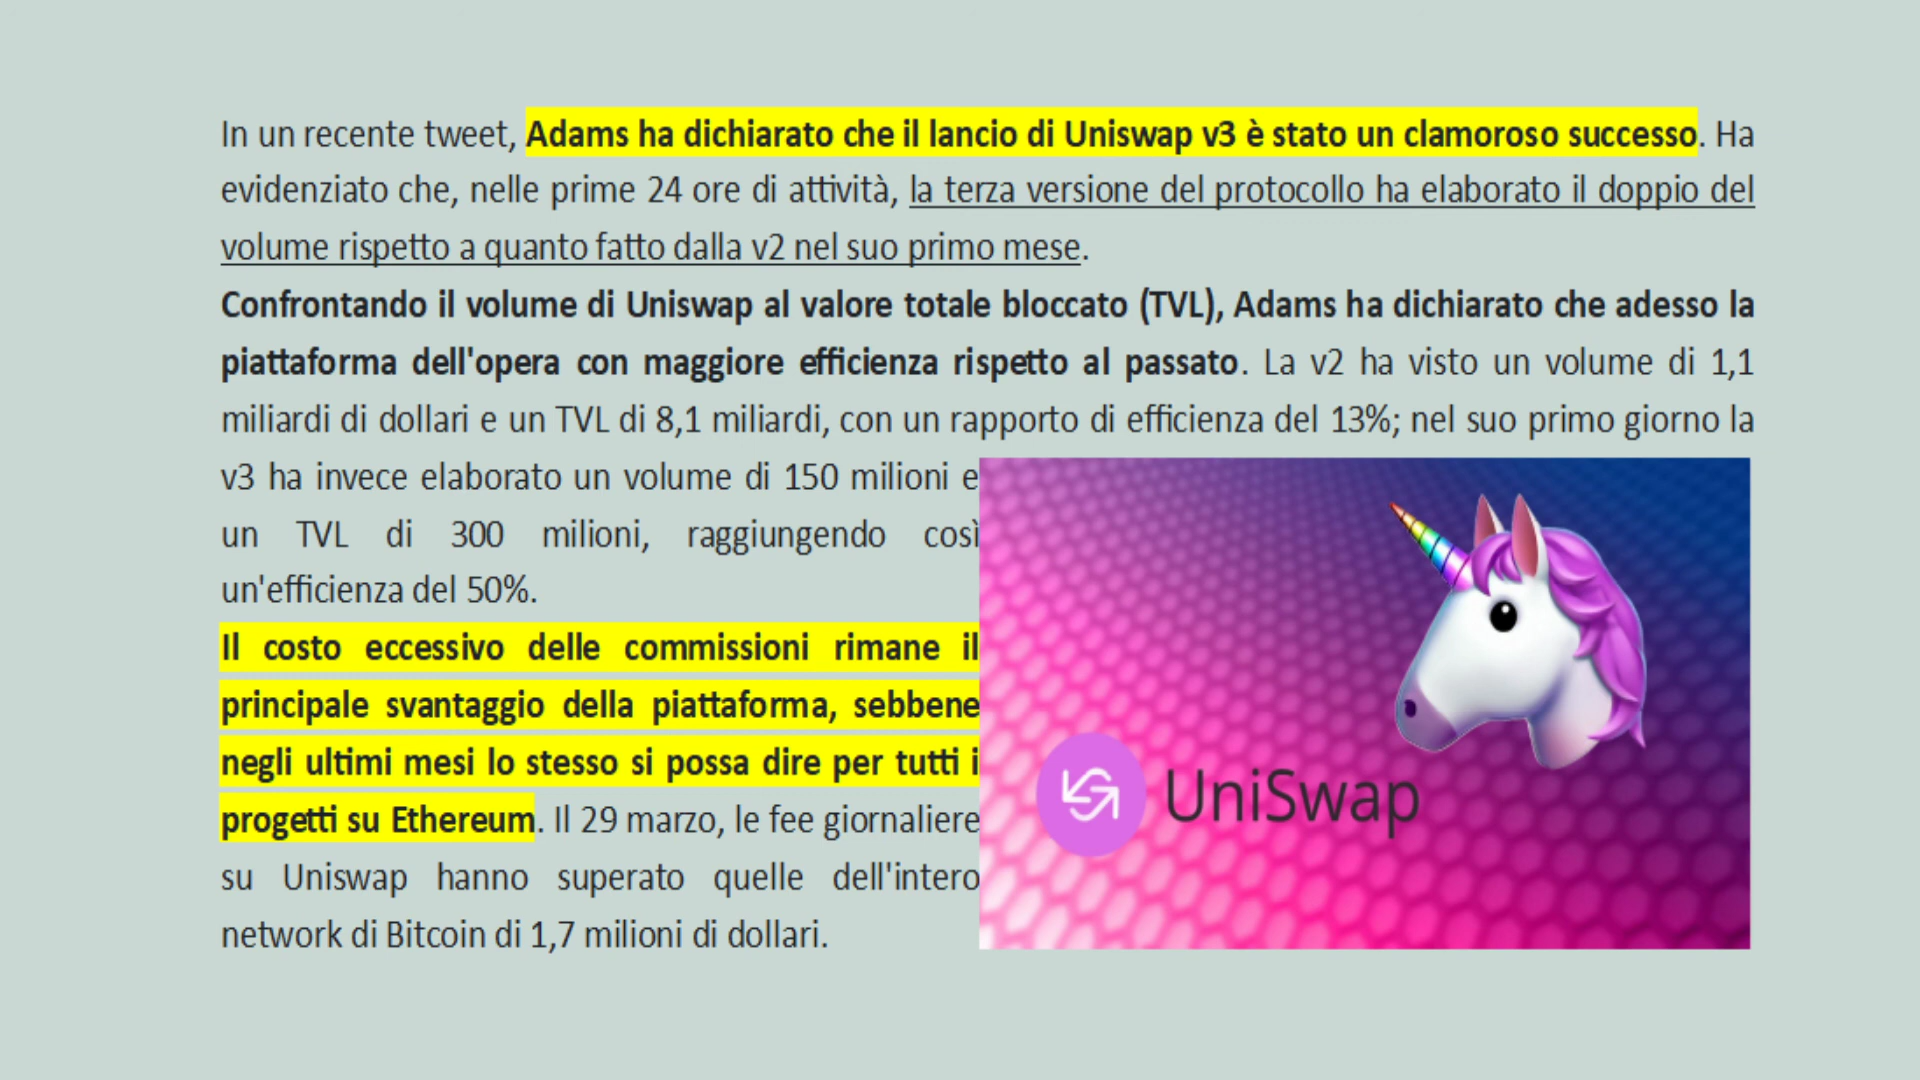 In un recente tweet, Adams ha dichiarato che il lancio di Uniswap v3 è stato un clamoroso successo. Ha
evidenziato che, nelle prime 24 ore di attività, la terza versione del protocollo ha elaborato il doppio del
volume rispetto a quanto fatto dalla v2 nel suo primo mese.
Confrontando il volume di Uniswap al valore totale bloccato (TVL), Adams ha dichiarato che adesso la
piattaforma dell'opera con maggiore efficienza rispetto al passato. La v2 ha visto un volume di 1,1
miliardi di dollari e un TVL di 8,1 miliardi, con un rapporto di efficienza del 13%; nel suo primo giorno la
v3 ha invece elaborato un volume di 150 milioni e
un TVL di 300 milioni, raggiungendo così
un'efficienza del 50%.
Il costo eccessivo delle commissioni rimane il
principale svantaggio della piattaforma, sebbene
negli ultimi mesi lo stesso si possa dire per tutti i
progetti su Ethereum. Il 29 marzo, le fee giornaliere
su Uniswap hanno superato quelle dell'intero
network di Bitcoin di 1,7 milioni di dollari.
UniSwap